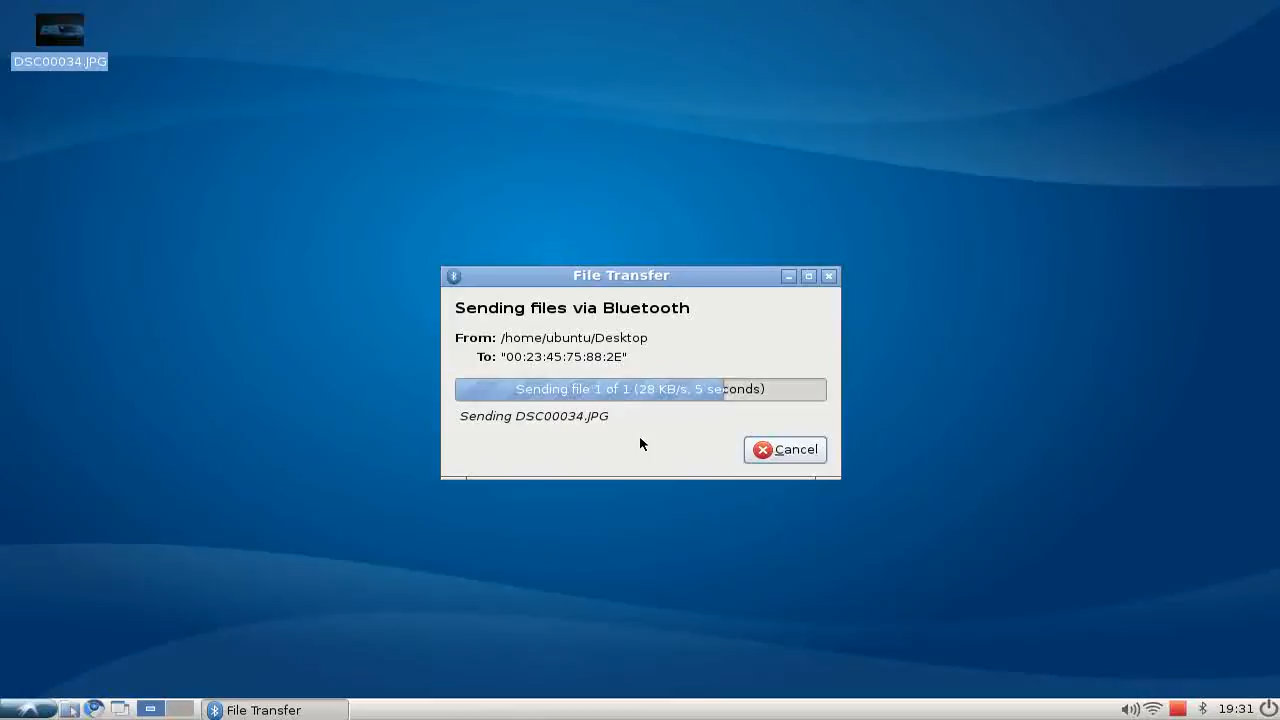 DSC00034.JPG
File Transfer
Sending files via Bluetooth
From: /home/ubuntu/Desktop
To: "00:23:45:75:88:2E"
Sending file 1 of 1 (28 KB/s, 5 seconds)
Sending DSC00034.JPG
Cancel
File Transfer
19:31